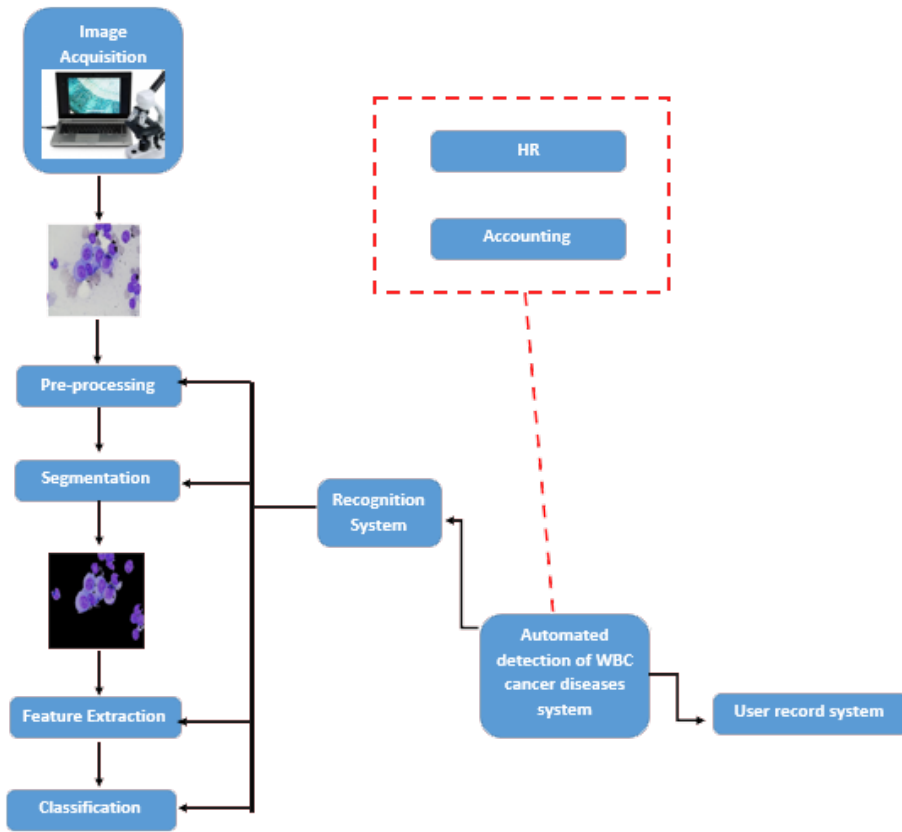 Image
Acquisition
HR
Accounting
Pre-processing
Segmentation
Recognition
System
Automated
detection of WBC
cancer diseases
system
User record system
Feature Extraction
Classification